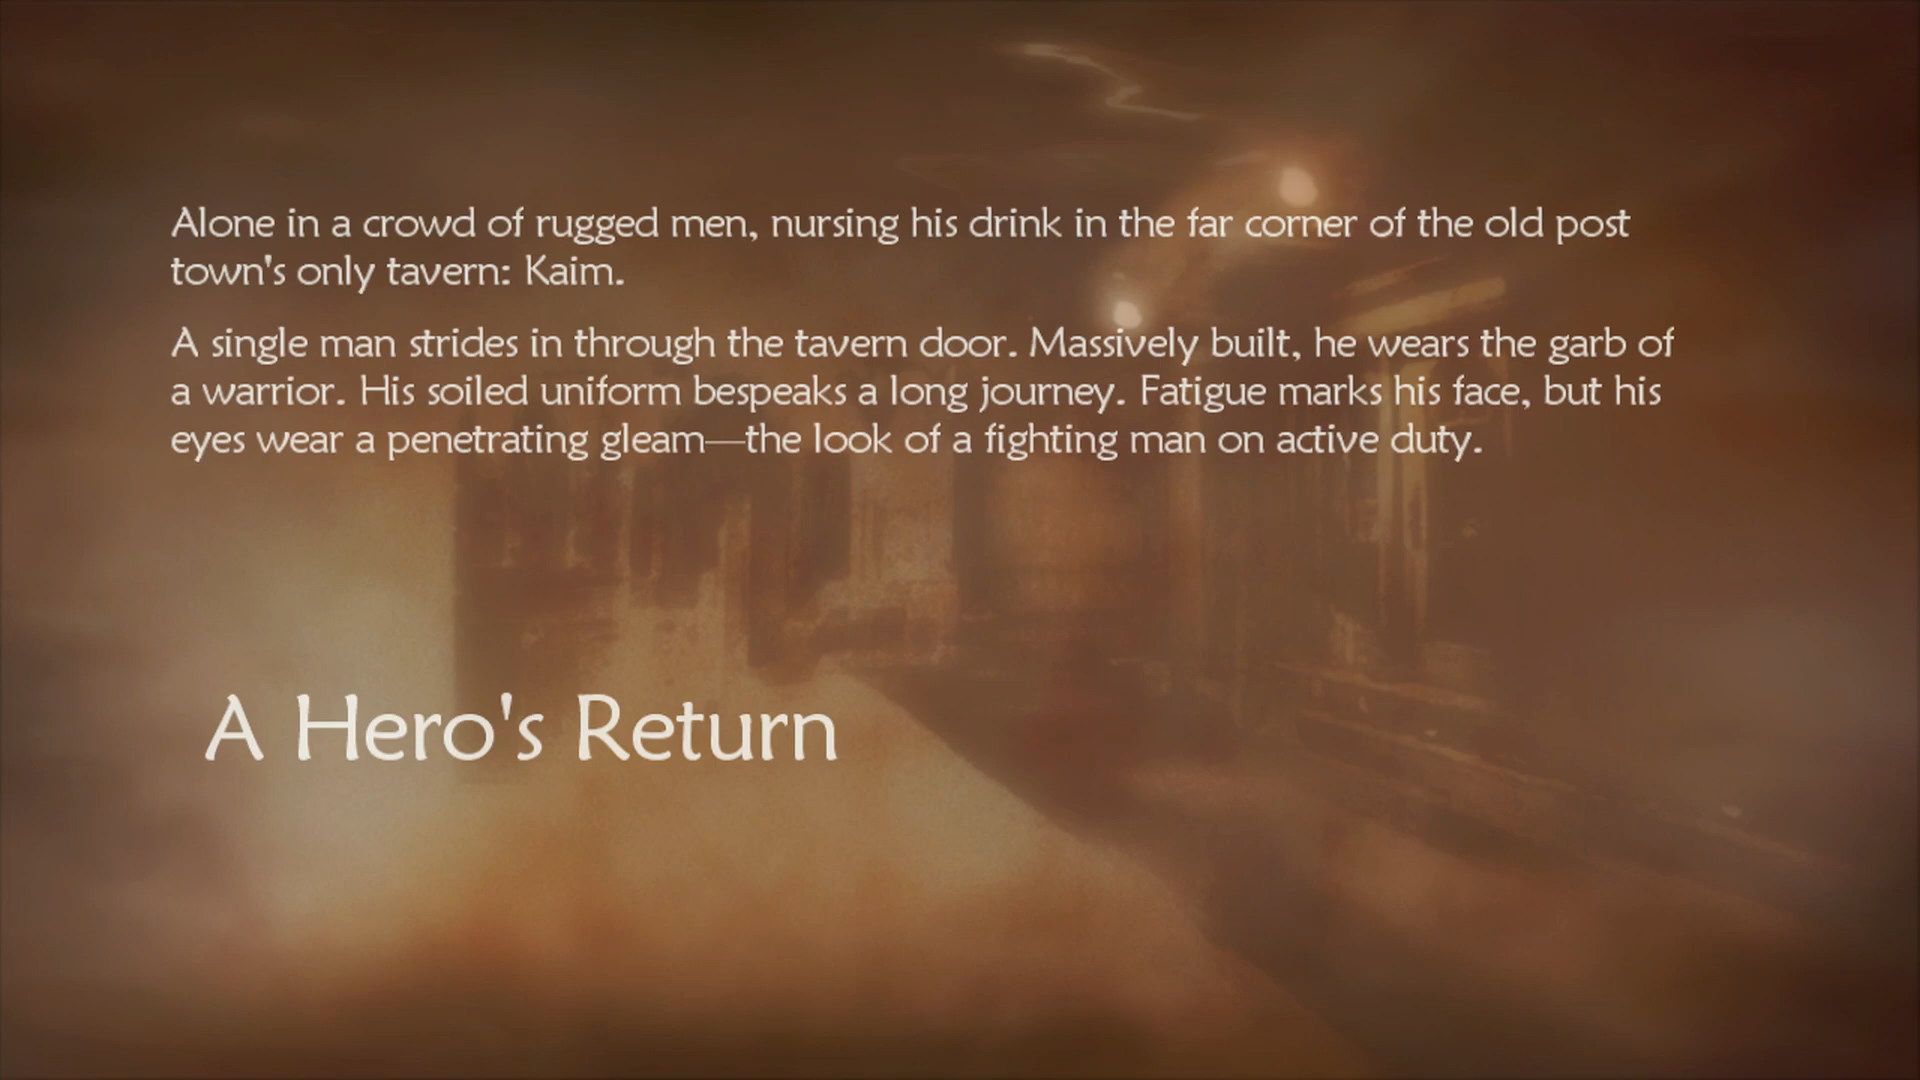 Alone in a crowd of rugged men, nursing his drink in the far corner of the old post
town's only tavern: Kaim.
A single man strides in through the tavern door. Massively built, he wears the garb of
a warrior. His soiled uniform bespeaks a long journey. Fatigue marks his face, but his
eyes wear a penetrating gleam—the look of a fighting man on active duty.
A Hero's Return